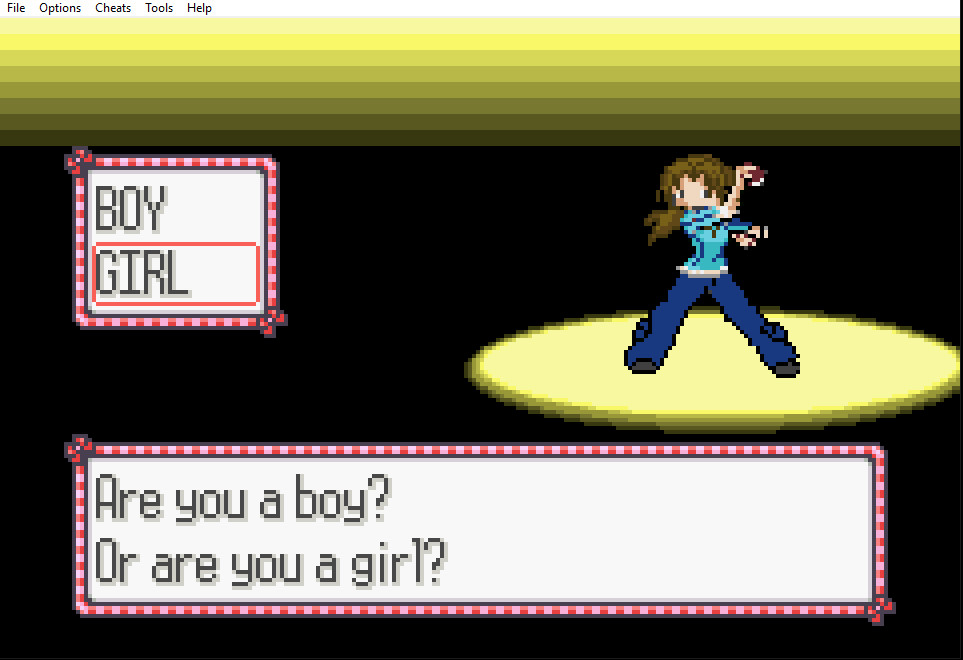 File Options Cheats Tools Help
BOY
GIRL
Are you a boy?
Or are you a girl?